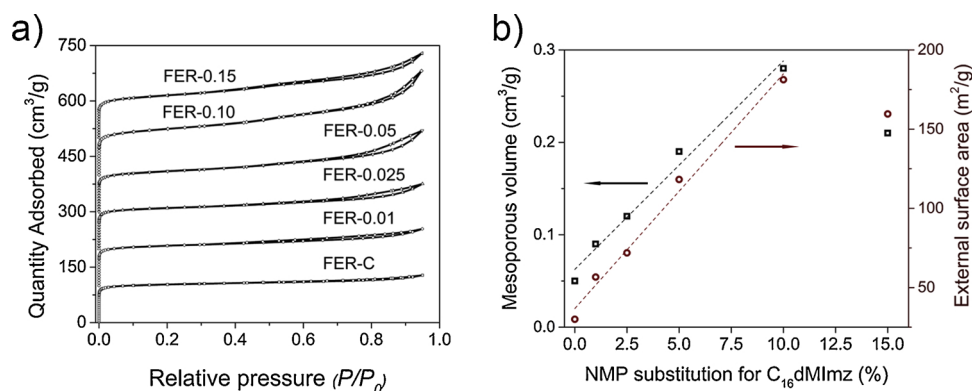 a)
Quantity Adsorbed (cm³/g)
750
600
450
300
150
0
FER-0.15
FER-0.10
FER-0.05
FER-0.025
FER-0.01
FER-C
0.0 0.2 0.4 0.6 0.8 1.0
Relative pressure (P/P₀)
b)
Mesoporous volume (cm³/g)
0.3
0.2
0.1
0.0
200
150
100
50
External surface area (m²/g)
0.0 2.5 5.0 7.5 10.0 12.5 15.0
NMP substitution for C₁₆dMImz (%)